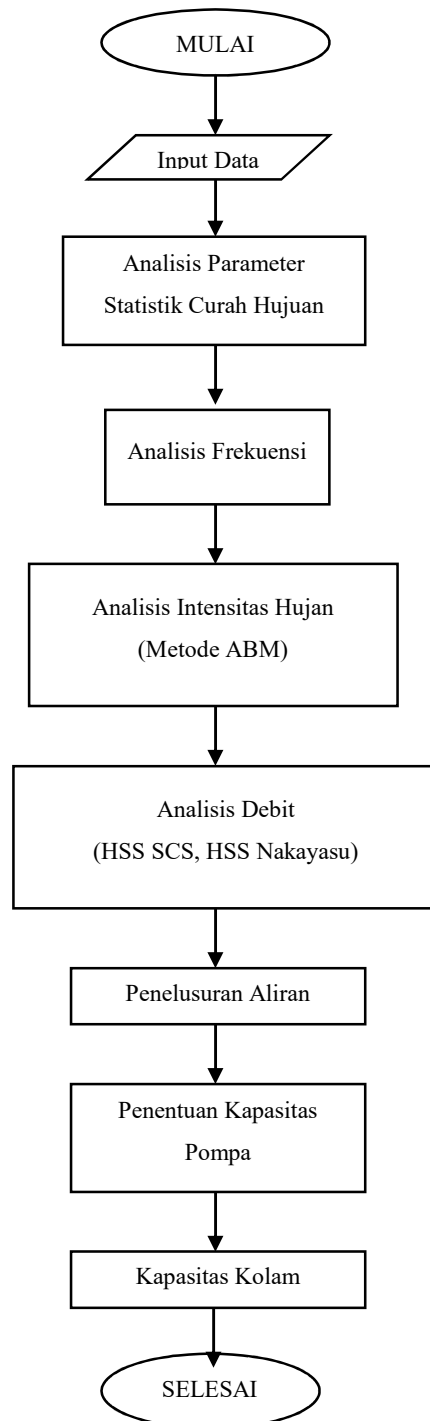 MULAI
Input Data
Analisis Parameter
Statistik Curah Hujuan
Analisis Frekuensi
Analisis Intensitas Hujan
(Metode ABM)
Analisis Debit
(HSS SCS, HSS Nakayasu)
Penelusuran Aliran
Penentuan Kapasitas
Pompa
Kapasitas Kolam
SELESAI